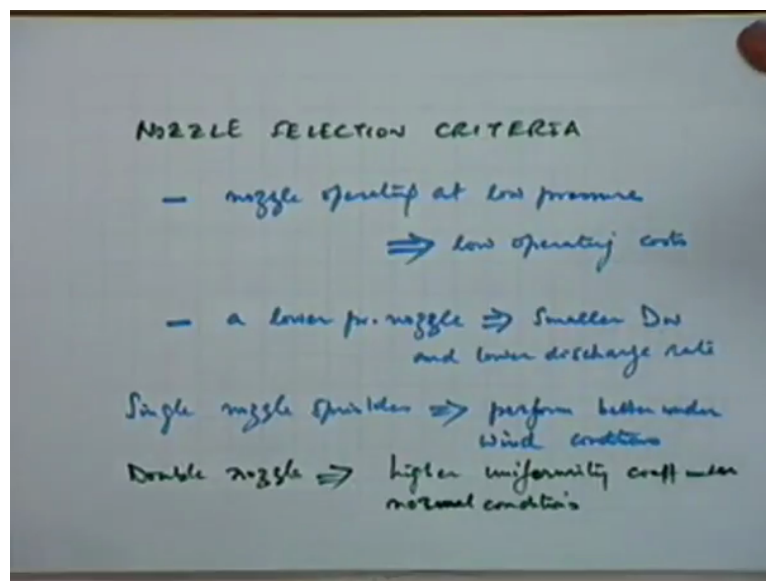 NOZZLE SELECTION CRITERIA
— nozzle operating at low pressure
⇒ low operating costs
— a lower pr. nozzle ⇒ Smaller Dw
and lower discharge rate
Single nozzle sprinkler ⇒ perform better under
wind conditions
Double nozzle ⇒ higher uniformity coeff under
normal conditions